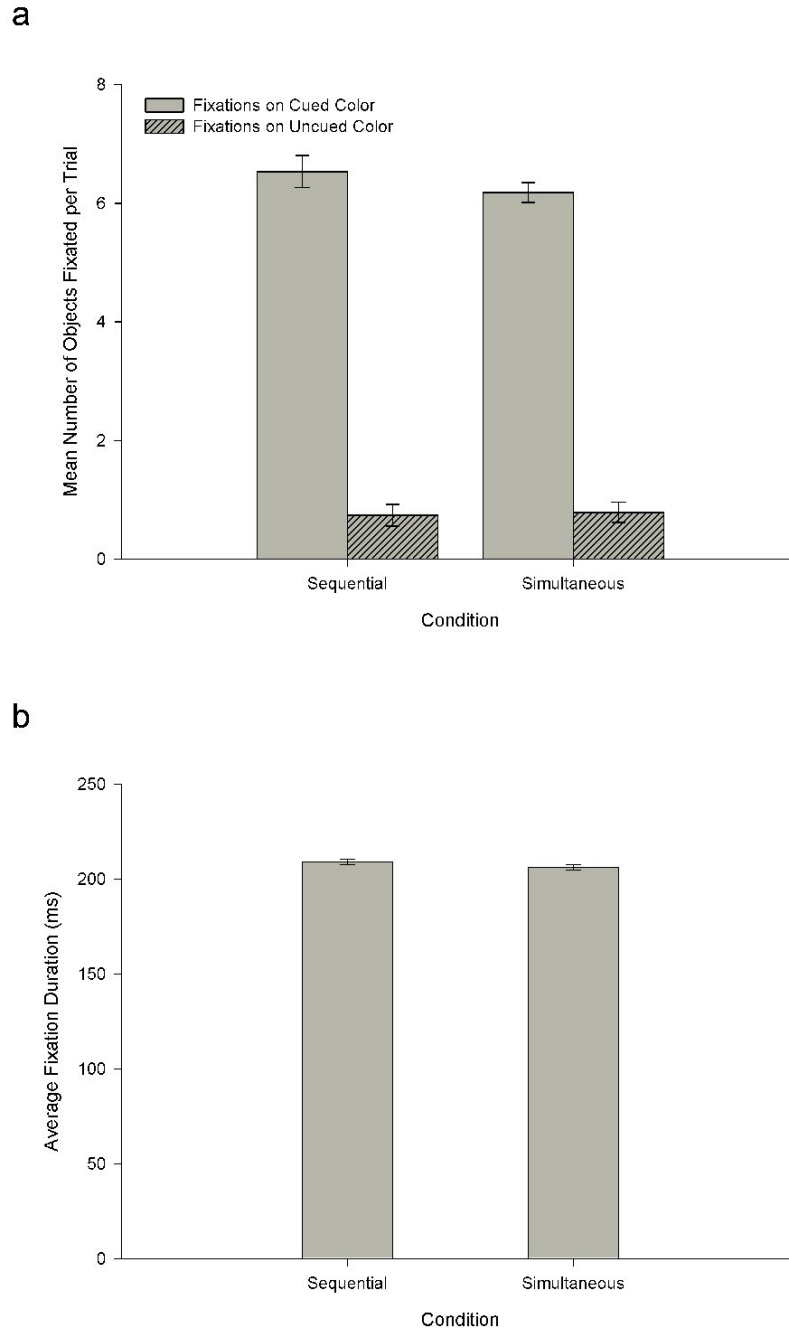 a
8
Fixations on Cued Color
Fixations on Uncued Color
6
4
2
0
Mean Number of Objects Fixated per Trial
Sequential Simultaneous
Condition
b
250
200
150
100
50
0
Average Fixation Duration (ms)
Sequential Simultaneous
Condition